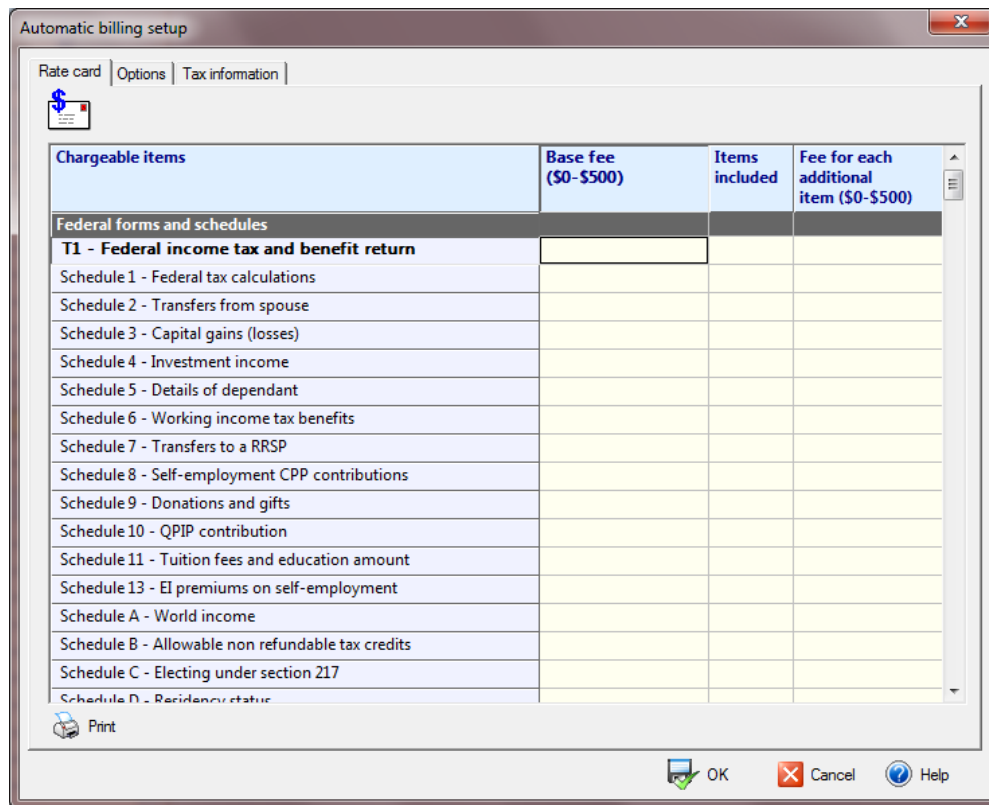 Automatic billing setup
Rate card Options Tax information
Chargeable items Base fee Items Fee for each
($0-$500) included additional
item ($0-$500)
Federal forms and schedules
T1 - Federal income tax and benefit return
Schedule 1 - Federal tax calculations
Schedule 2 - Transfers from spouse
Schedule 3 - Capital gains (losses)
Schedule 4 - Investment income
Schedule 5 - Details of dependant
Schedule 6 - Working income tax benefits
Schedule 7 - Transfers to a RRSP
Schedule 8 - Self-employment CPP contributions
Schedule 9 - Donations and gifts
Schedule 10 - QPIP contribution
Schedule 11 - Tuition fees and education amount
Schedule 13 - EI premiums on self-employment
Schedule A - World income
Schedule B - Allowable non refundable tax credits
Schedule C - Electing under section 217
Schedule D - Residency status
Print
OK Cancel Help